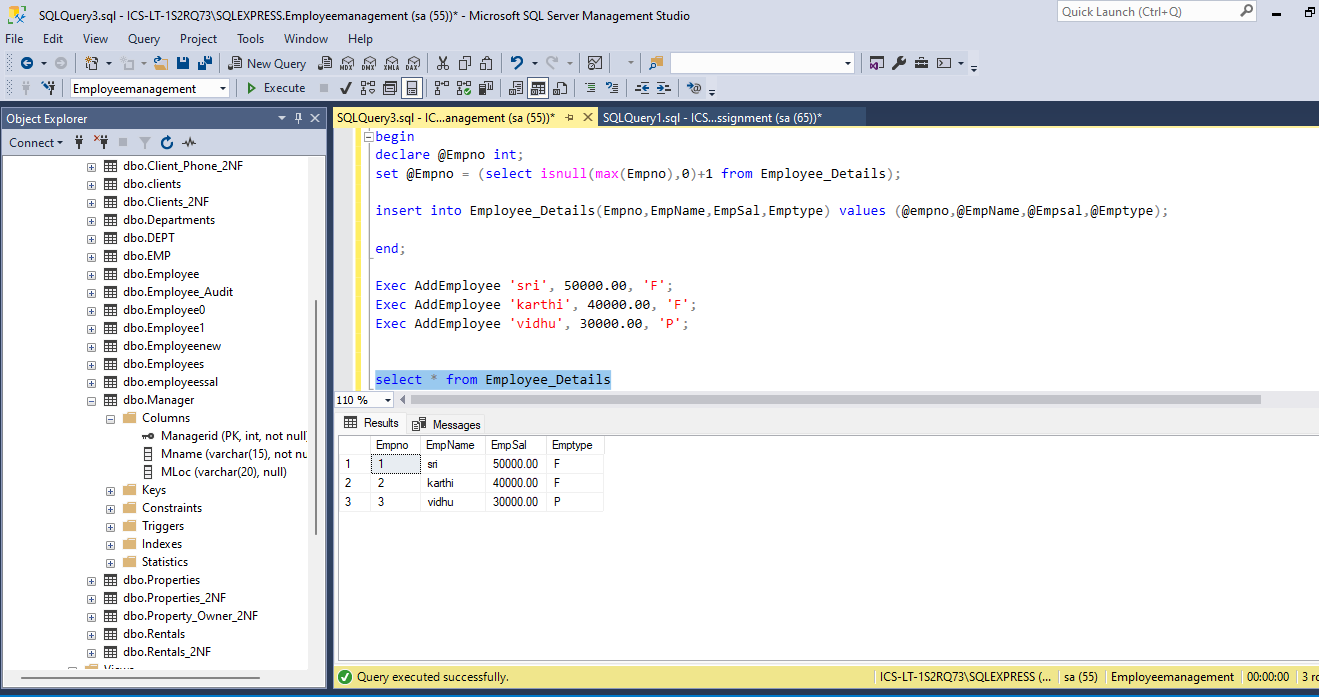 SQLQuery3.sql - ICS-LT-1S2RQ73\SQLEXPRESS.Employeemanagement (sa (55))* - Microsoft SQL Server Management Studio
Quick Launch (Ctrl+Q)
File Edit View Query Project Tools Window Help
New Query
MDX DMX XMLA DAX
Employeemanagement
Execute
Object Explorer
Connect
dbo.Client_Phone_2NF
dbo.clients
dbo.Clients_2NF
dbo.Departments
dbo.DEPT
dbo.EMP
dbo.Employee
dbo.Employee_Audit
dbo.Employee0
dbo.Employee1
dbo.Employeenew
dbo.Employees
dbo.employeessal
dbo.Manager
Columns
Managerid (PK, int, not null
Mname (varchar(15), not nu
MLoc (varchar(20), null)
Keys
Constraints
Triggers
Indexes
Statistics
dbo.Properties
dbo.Properties_2NF
dbo.Property_Owner_2NF
dbo.Rentals
dbo.Rentals_2NF
Views
SQLQuery3.sql - IC...anagement (sa (55))*
SQLQuery1.sql - ICS...ssignment (sa (65))*
begin
declare @Empno int;
set @Empno = (select isnull(max(Empno),0)+1 from Employee_Details);
insert into Employee_Details(Empno,EmpName,EmpSal,Emptype) values (@empno,@EmpName,@Empsal,@Emptype);
end;
Exec AddEmployee 'sri', 50000.00, 'F';
Exec AddEmployee 'karthi', 40000.00, 'F';
Exec AddEmployee 'vidhu', 30000.00, 'P';
select * from Employee_Details
110 %
Results Messages
Empno EmpName EmpSal Emptype
1 1 sri 50000.00 F
2 2 karthi 40000.00 F
3 3 vidhu 30000.00 P
Query executed successfully.
ICS-LT-1S2RQ73\SQLEXPRESS (... sa (55) Employeemanagement 00:00:00 3 ro